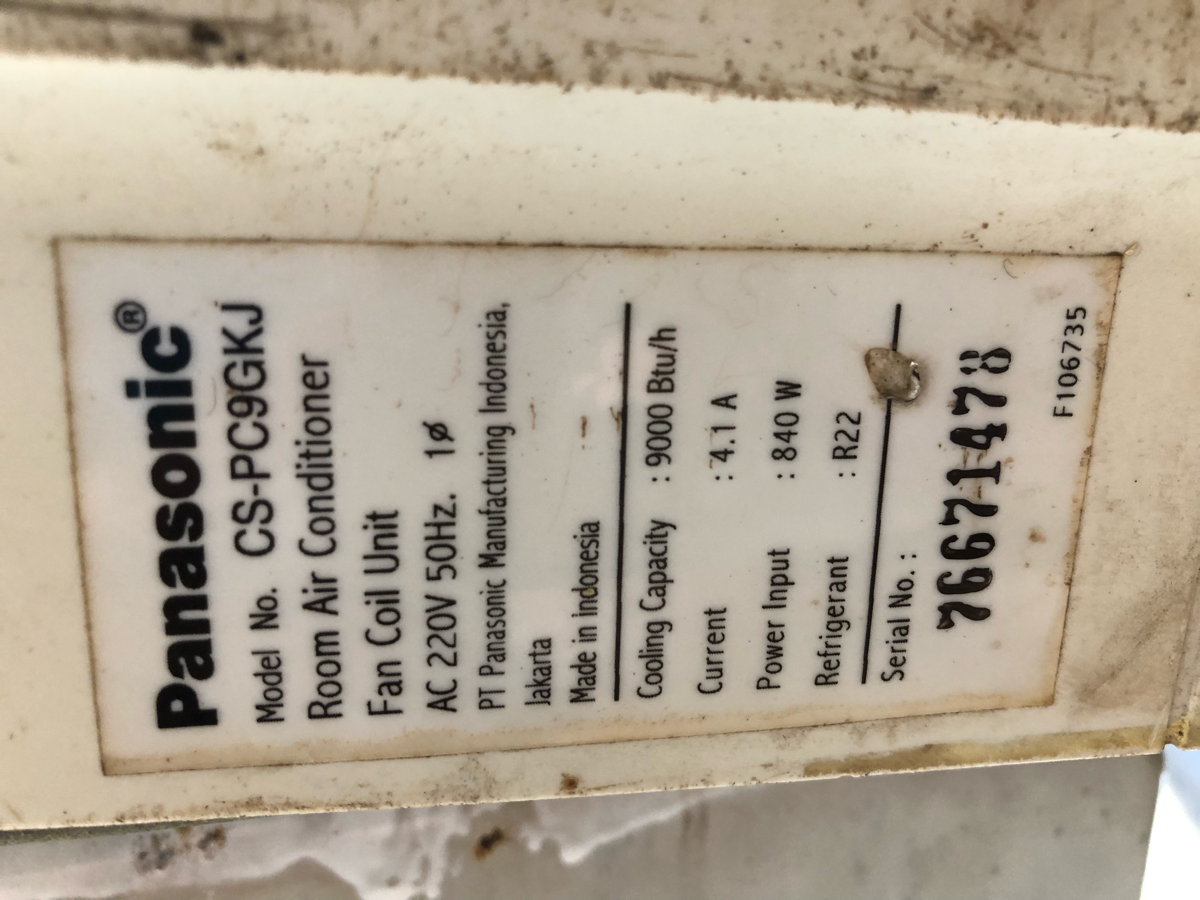 Panasonic®
Model No. CS-PC9GKJ
Room Air Conditioner
Fan Coil Unit
AC 220V 50Hz. 1ø
PT Panasonic Manufacturing Indonesia,
Jakarta
Made in indonesia
Cooling Capacity : 9000 Btu/h
Current : 4.1 A
Power Input : 840 W
Refrigerant : R22
Serial No. :
76671478
F106735